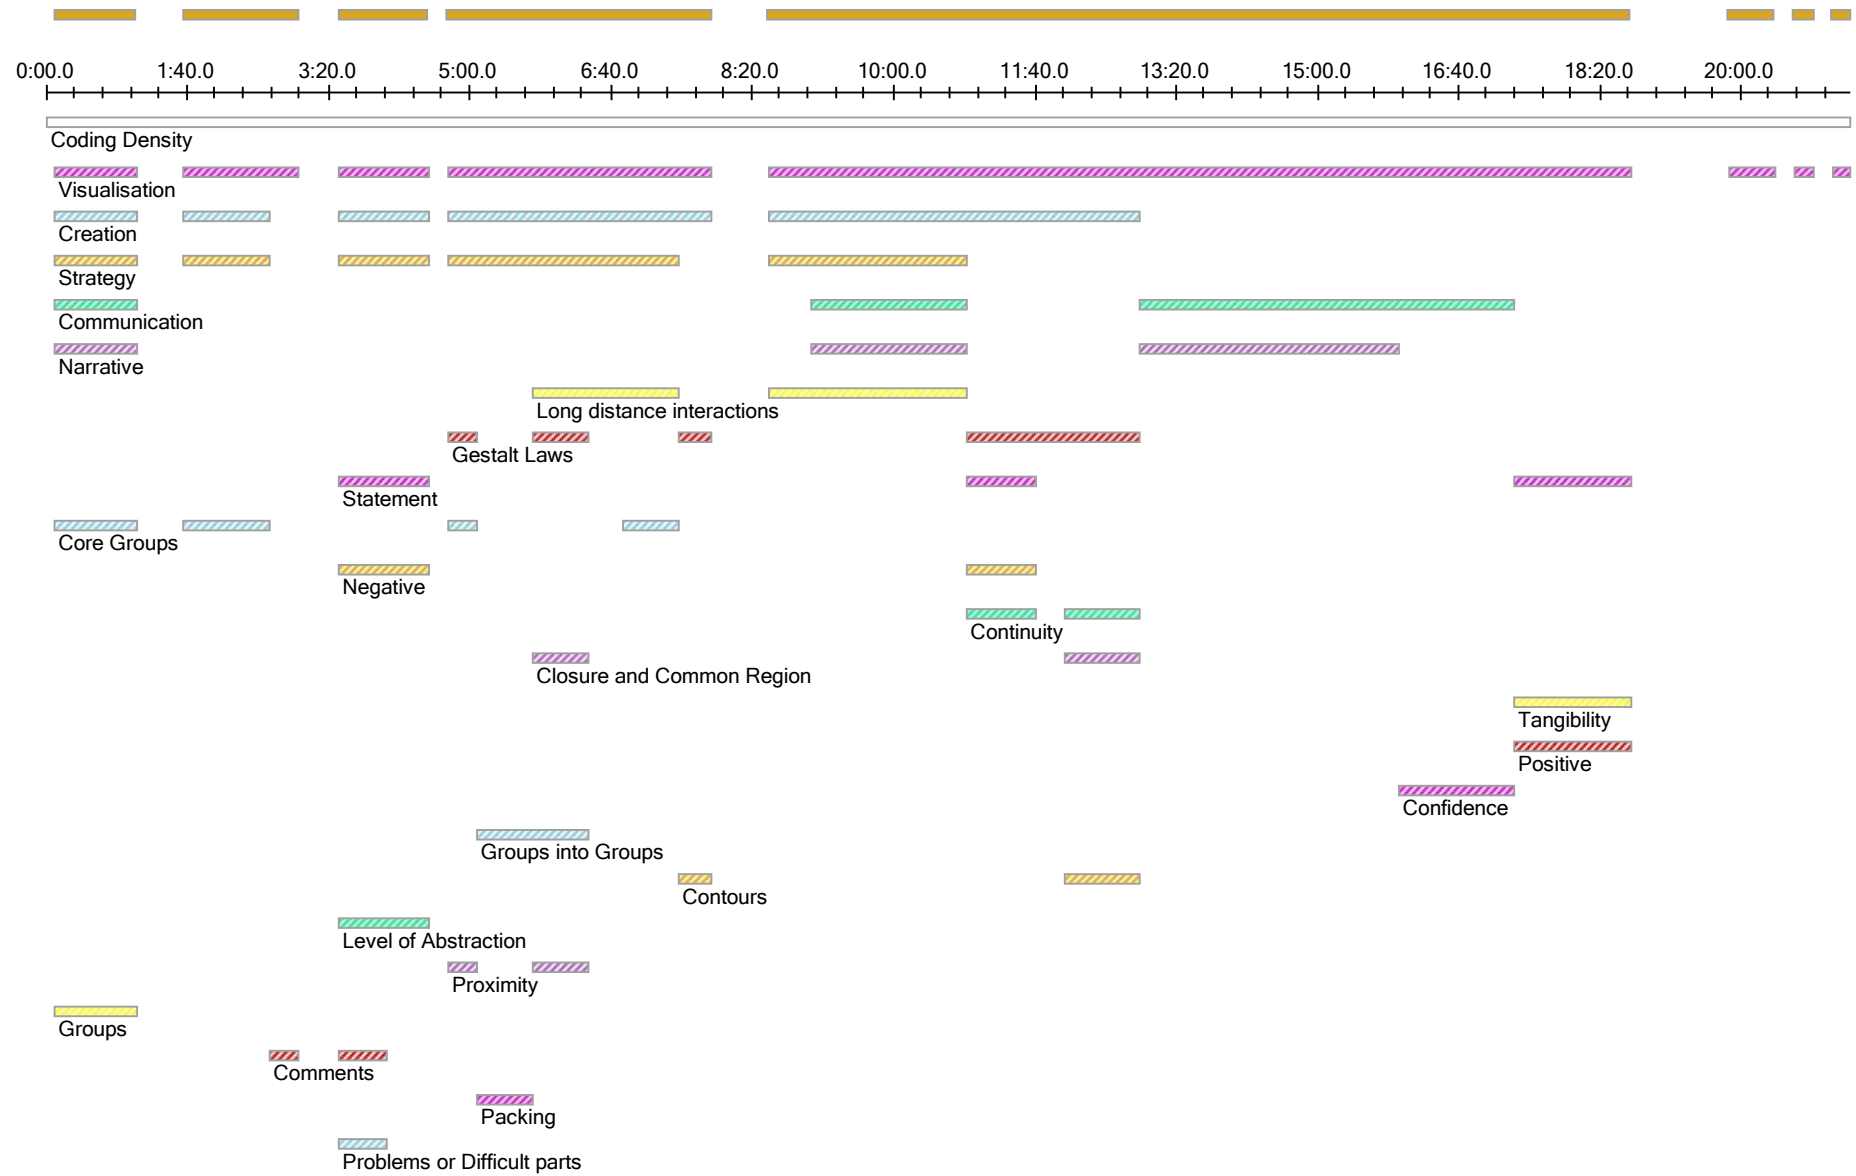 0:00.0 1:40.0 3:20.0 5:00.0 6:40.0 8:20.0 10:00.0 11:40.0 13:20.0 15:00.0 16:40.0 18:20.0 20:00.0
Coding Density
Visualisation
Creation
Strategy
Communication
Narrative
Long distance interactions
Gestalt Laws
Statement
Core Groups
Negative
Continuity
Closure and Common Region
Tangibility
Positive
Confidence
Groups into Groups
Contours
Level of Abstraction
Proximity
Groups
Comments
Packing
Problems or Difficult parts